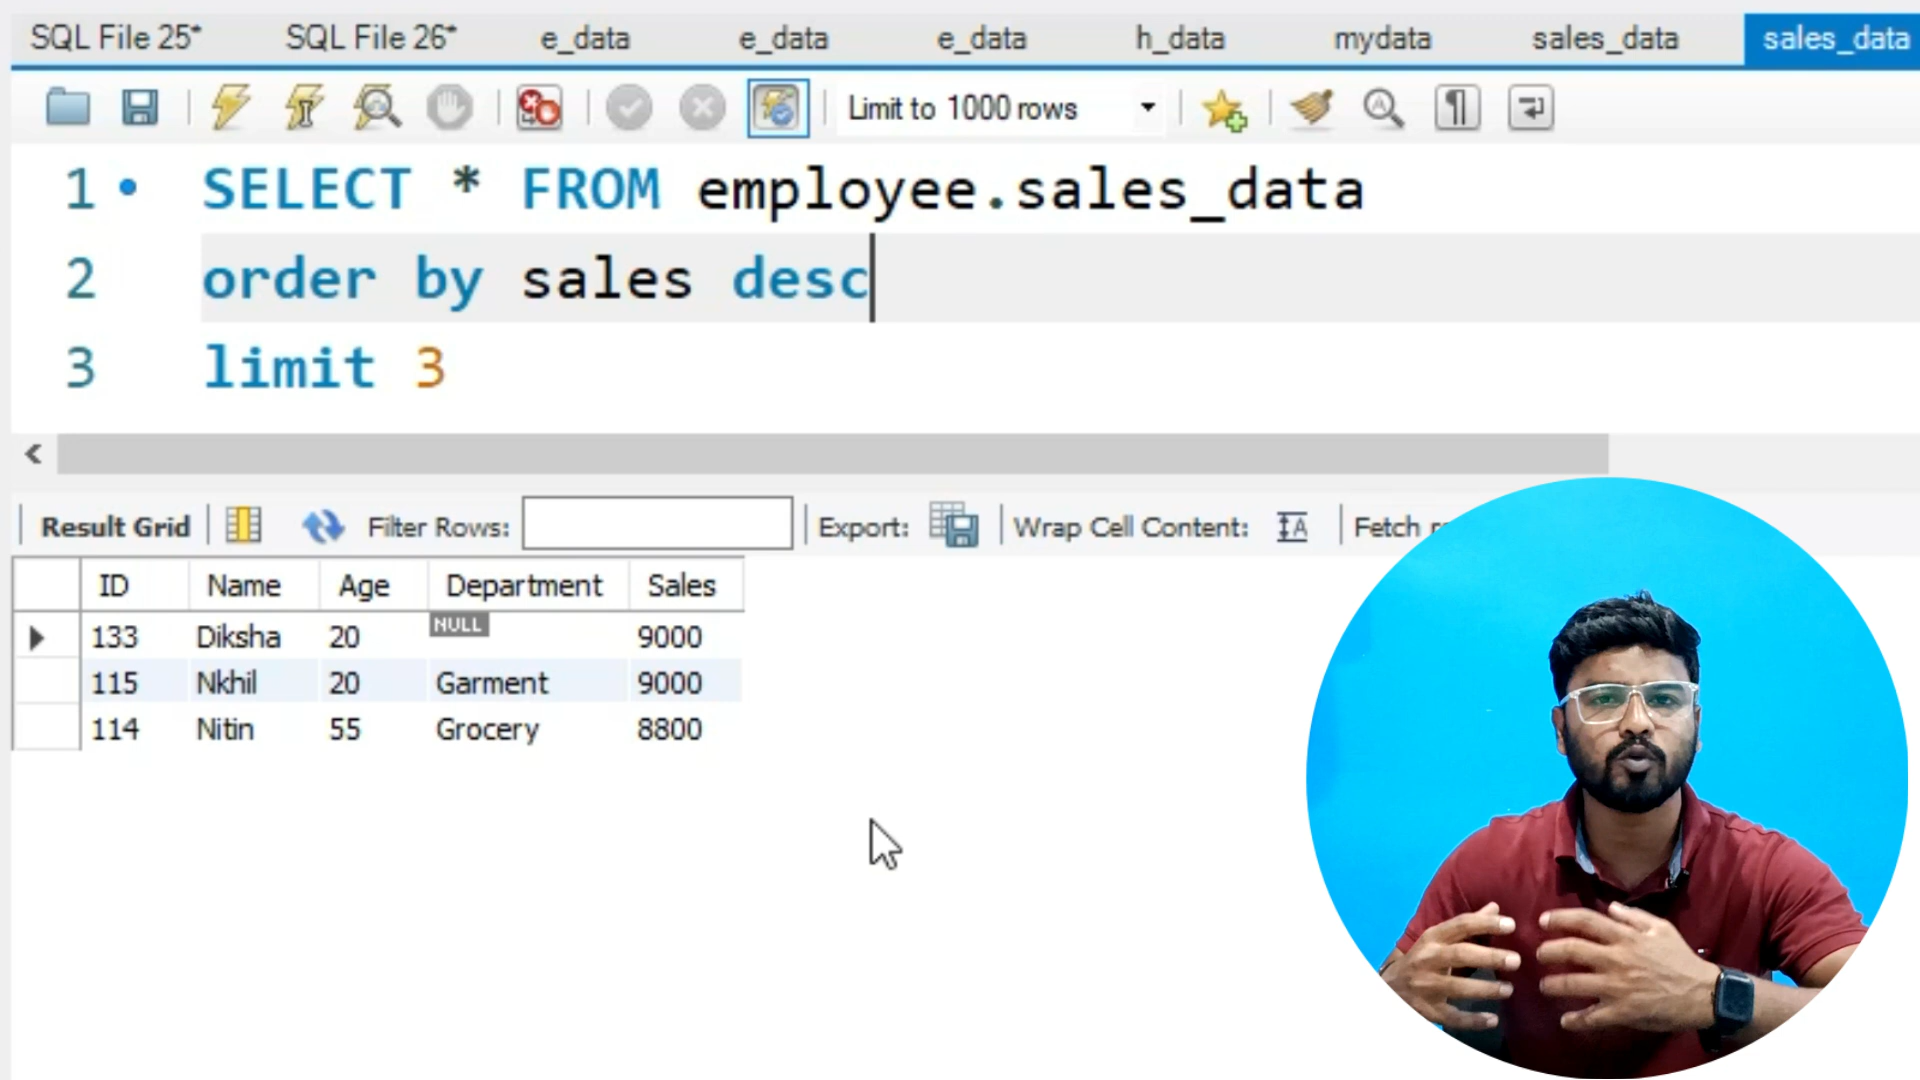 SQL File 25* SQL File 26* e_data e_data e_data h_data mydata sales_data sales_data
Limit to 1000 rows
1 SELECT * FROM employee.sales_data
2 order by sales desc
3 limit 3
Result Grid Filter Rows: Export: Wrap Cell Content: Fetch
ID Name Age Department Sales
133 Diksha 20 NULL 9000
115 Nkhil 20 Garment 9000
114 Nitin 55 Grocery 8800